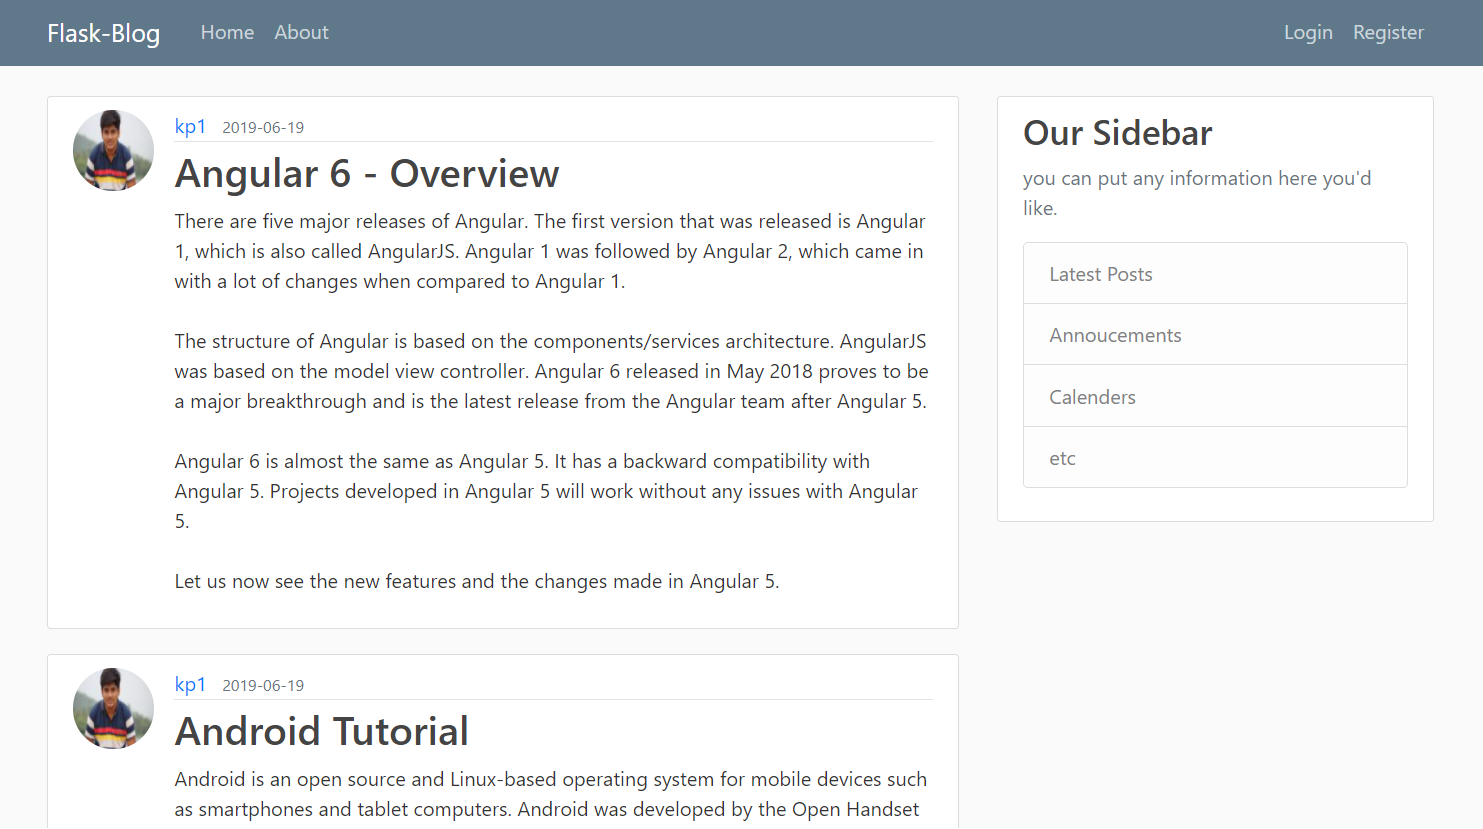 Flask-Blog Home About Login Register
kp1 2019-06-19
Angular 6 - Overview
There are five major releases of Angular. The first version that was released is Angular
1, which is also called AngularJS. Angular 1 was followed by Angular 2, which came in
with a lot of changes when compared to Angular 1.
The structure of Angular is based on the components/services architecture. AngularJS
was based on the model view controller. Angular 6 released in May 2018 proves to be
a major breakthrough and is the latest release from the Angular team after Angular 5.
Angular 6 is almost the same as Angular 5. It has a backward compatibility with
Angular 5. Projects developed in Angular 5 will work without any issues with Angular
5.
Let us now see the new features and the changes made in Angular 5.
kp1 2019-06-19
Android Tutorial
Android is an open source and Linux-based operating system for mobile devices such
as smartphones and tablet computers. Android was developed by the Open Handset
Our Sidebar
you can put any information here you'd
like.
Latest Posts
Annoucements
Calenders
etc